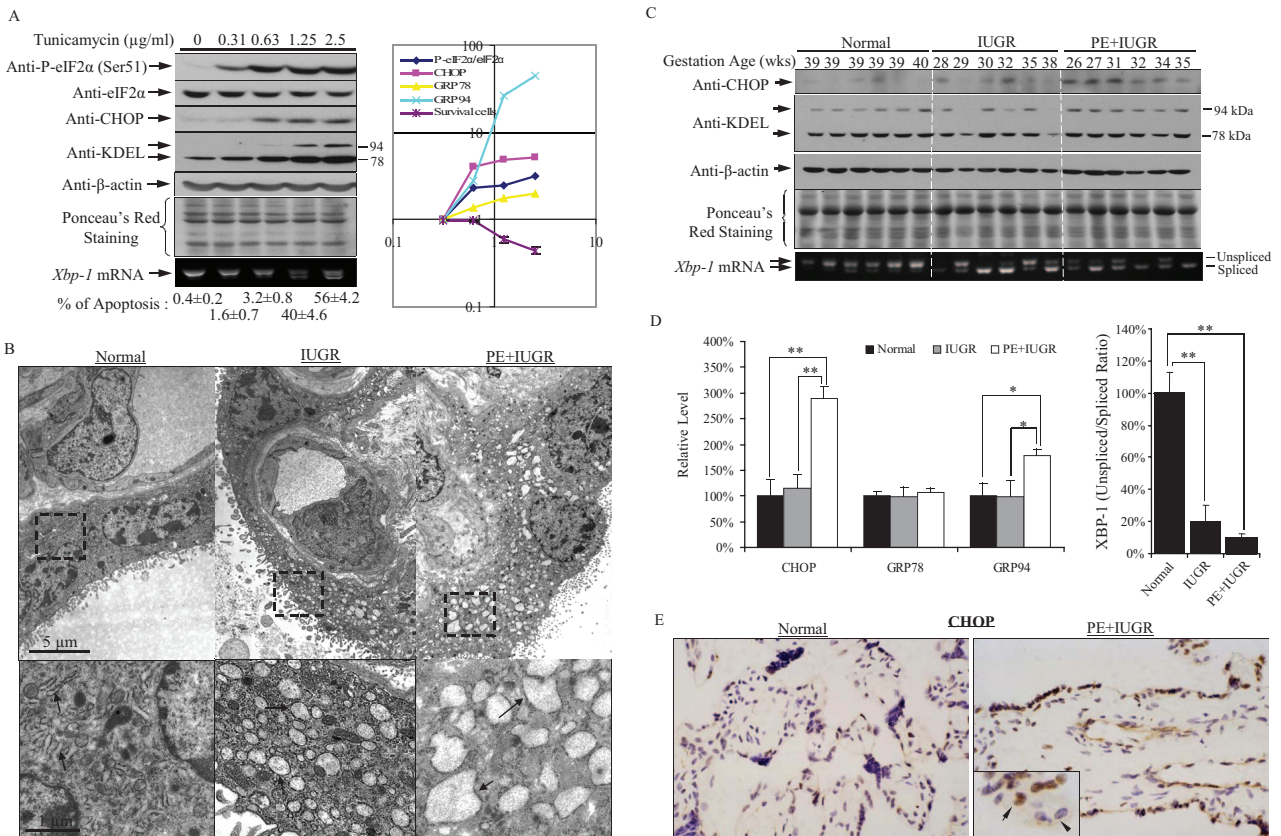 A
Tunicamycin (µg/ml) 0 0.31 0.63 1.25 2.5
Anti-P-eIF2α (Ser51)
Anti-eIF2α
Anti-CHOP
Anti-KDEL
94
78
Anti-β-actin
Ponceau's Red
Staining
Xbp-1 mRNA
% of Apoptosis : 0.4±0.2 3.2±0.8 56±4.2
1.6±0.7 40±4.6
100
10
1
0.1
0.1 1 10
P-eIF2α/eIF2α
CHOP
GRP78
GRP94
Survival cells
B
Normal IUGR PE+IUGR
5 µm
1 µm
C
Normal IUGR PE+IUGR
Gestation Age (wks) 39 39 39 39 39 40 28 29 30 32 35 38 26 27 31 32 34 35
Anti-CHOP
Anti-KDEL
94 kDa
78 kDa
Anti-β-actin
Ponceau's
Red Staining
Xbp-1 mRNA
Unspliced
Spliced
D
Relative Level
400%
350%
300%
250%
200%
150%
100%
50%
0%
Normal IUGR PE+IUGR
** ** * *
CHOP GRP78 GRP94
XBP-1 (Unspliced/Spliced Ratio)
140%
120%
100%
80%
60%
40%
20%
0%
** **
Normal IUGR PE+IUGR
E
CHOP
Normal PE+IUGR